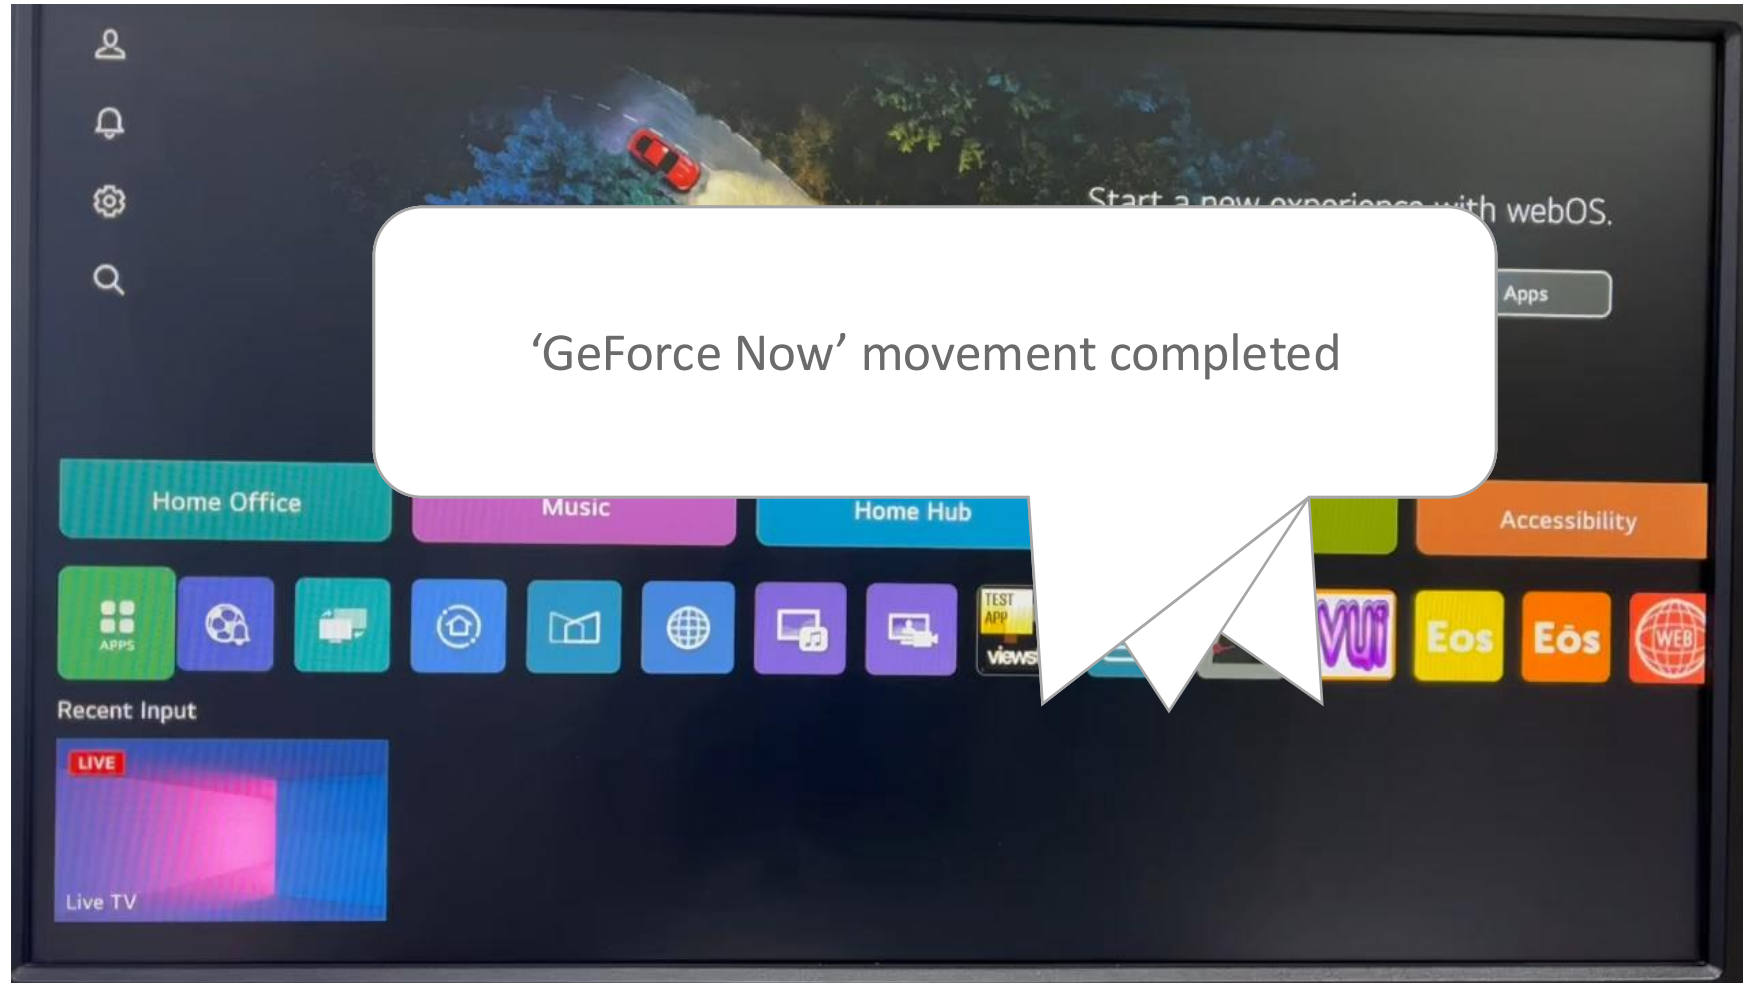 Start a new experience with webOS.
Apps
‘GeForce Now’ movement completed
Home Office
Music
Home Hub
Accessibility
APPS
TEST
APP
views
VUI
Eos
Eōs
WEB
Recent Input
LIVE
Live TV